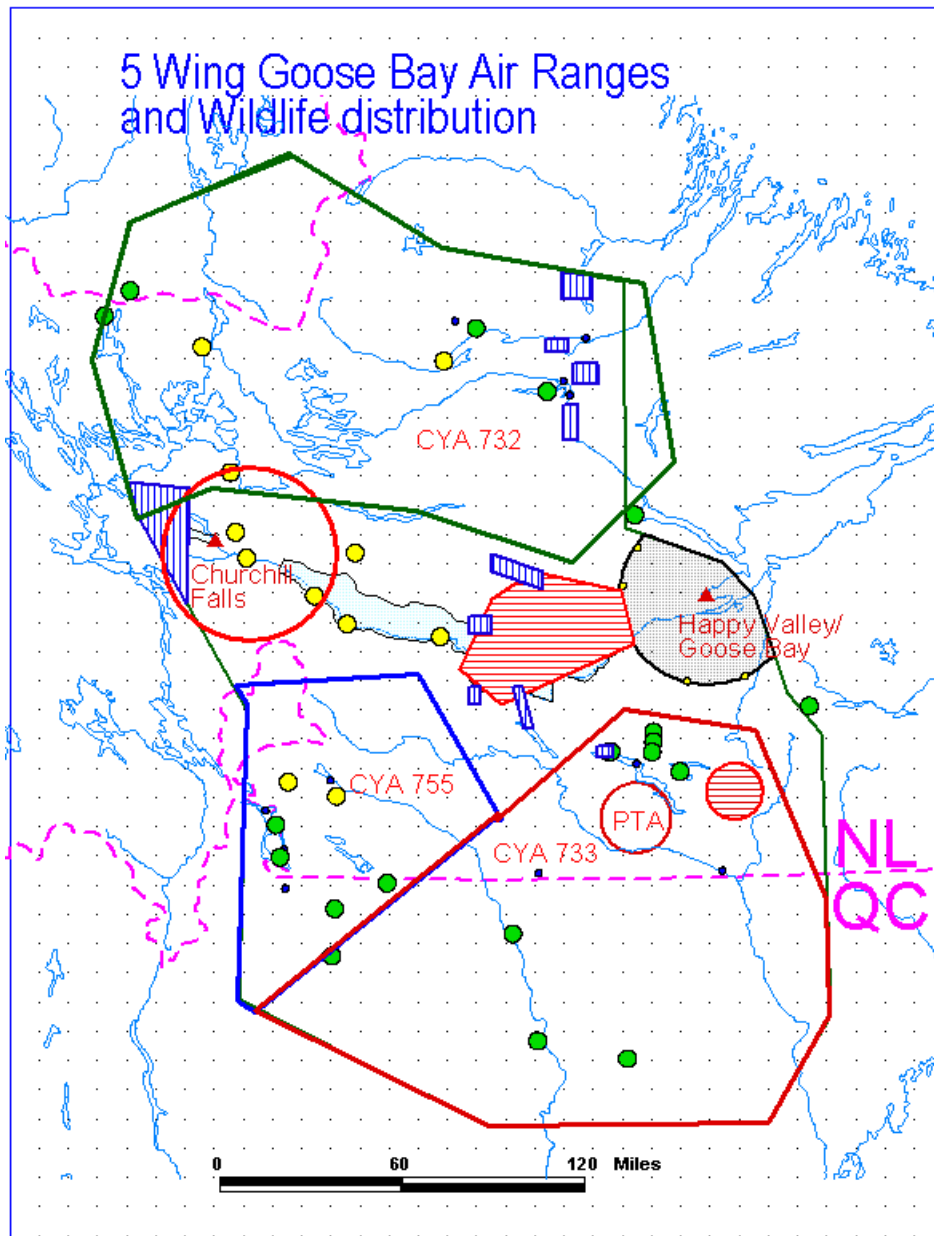 5 Wing Goose Bay Air Ranges
and Wildlife distribution
CYA 732
Churchill
Falls
Happy Valley/
Goose Bay
CYA 755
PTA
CYA 733
NL
QC
0 60 120 Miles